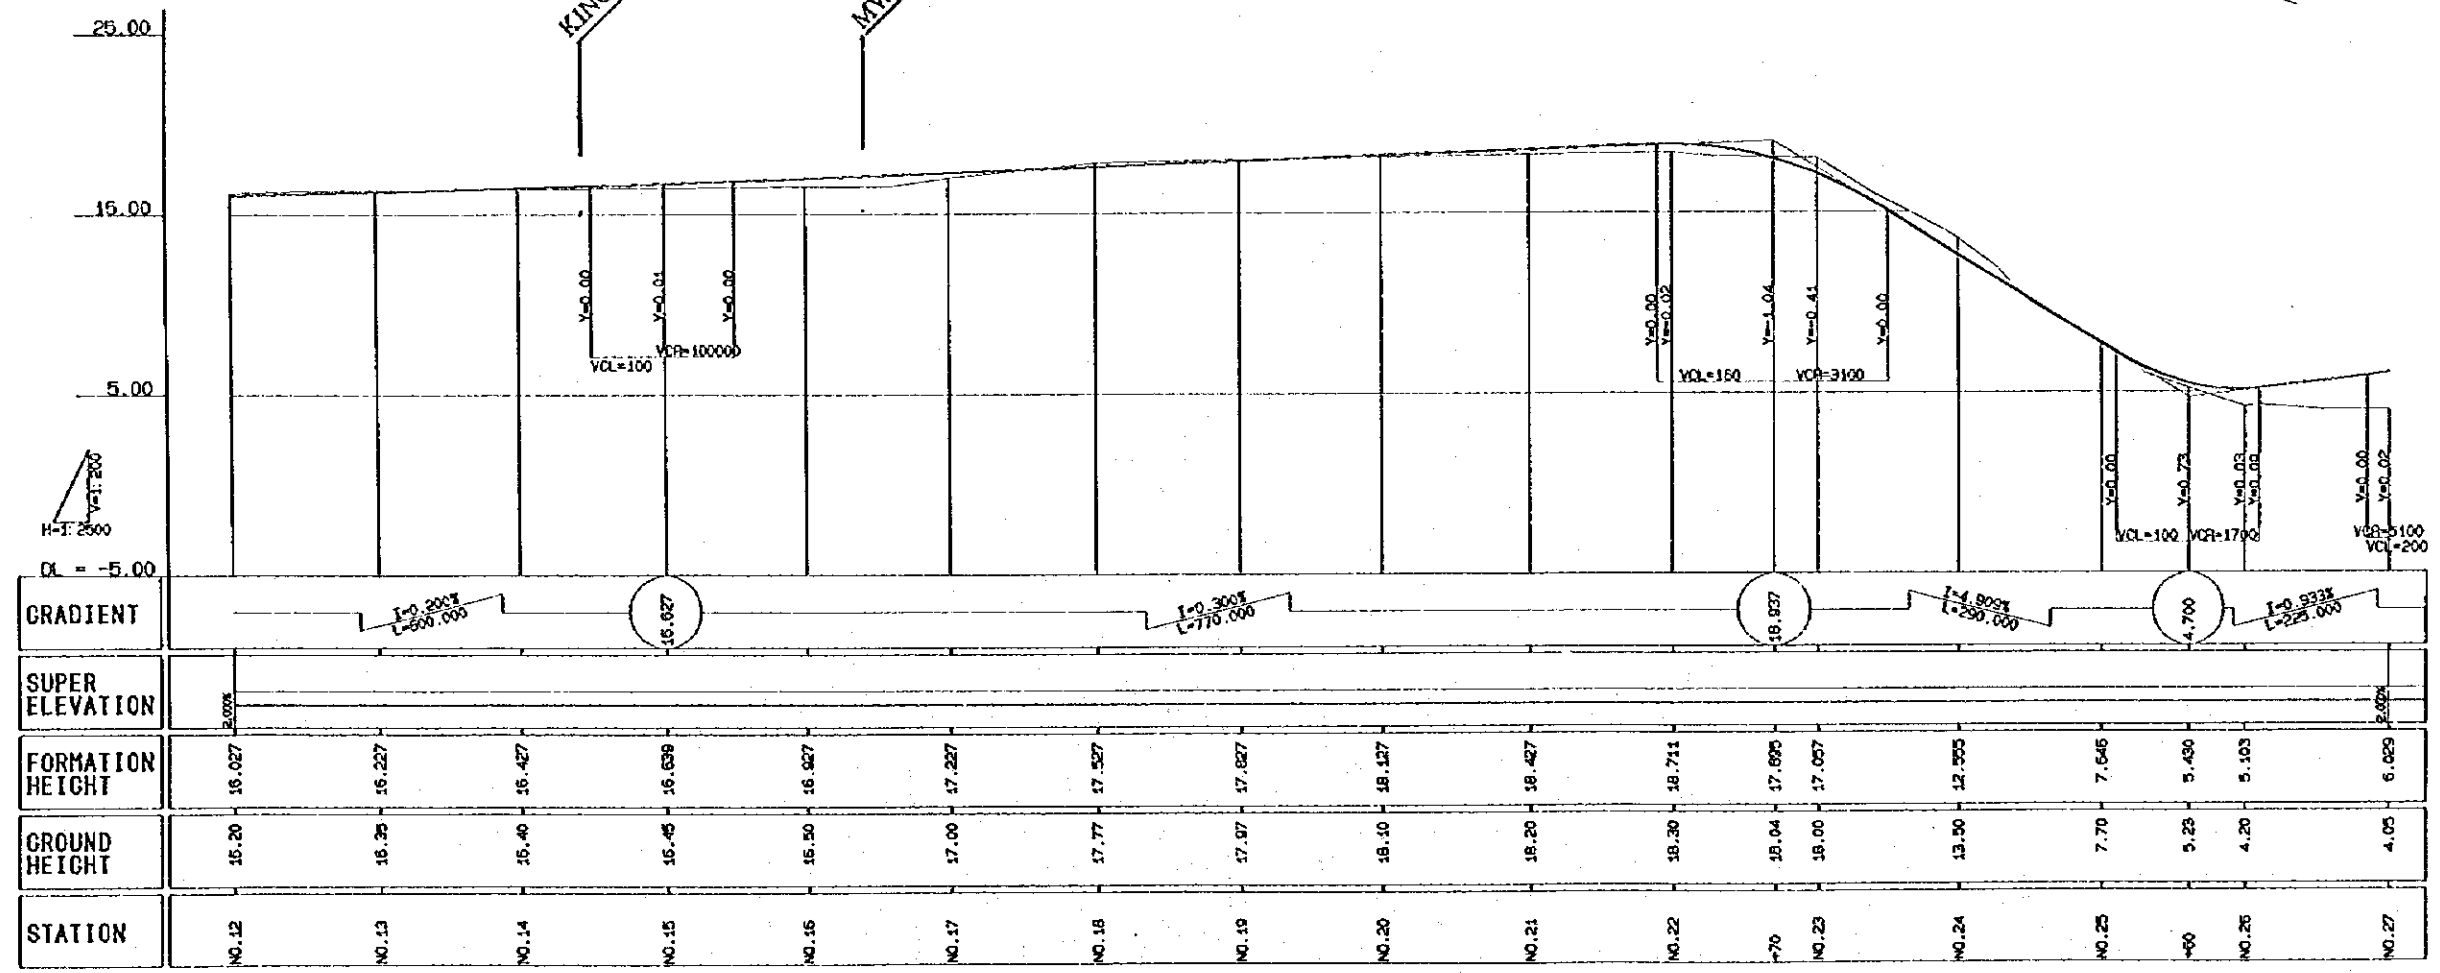 25.00
15.00
5.00
V=1:200
H=1:2500
DL = -5.00
Y=0.00
Y=0.01
Y=0.00
VCL=100
VCR=100000
Y=0.00
Y=-0.02
Y=-1.04
Y=-0.41
Y=0.00
VCL=160
VCR=3100
Y=0.00
Y=0.73
Y=0.03
Y=0.00
VCL=100
VCR=1700
Y=0.00
Y=0.02
VCR=5100
VCL=200
GRADIENT
I=0.200%
L=600.000
16.627
I=0.300%
L=770.000
18.937
I=4.909%
L=290.000
4.700
I=0.933%
L=225.000
SUPER
ELEVATION
2.00%
2.00%
FORMATION
HEIGHT
16.027 16.227 16.427 16.639 16.927 17.227 17.527 17.827 18.127 18.427 18.711 17.895 17.057 12.555 7.646 5.430 5.193 6.029
GROUND
HEIGHT
16.20 16.35 16.40 16.45 16.50 17.00 17.77 17.97 18.10 18.20 18.30 18.04 18.00 13.50 7.70 5.23 4.20 4.05
STATION
NO.12 NO.13 NO.14 NO.15 NO.16 NO.17 NO.18 NO.19 NO.20 NO.21 NO.22 +70 NO.23 NO.24 NO.25 +60 NO.26 NO.27